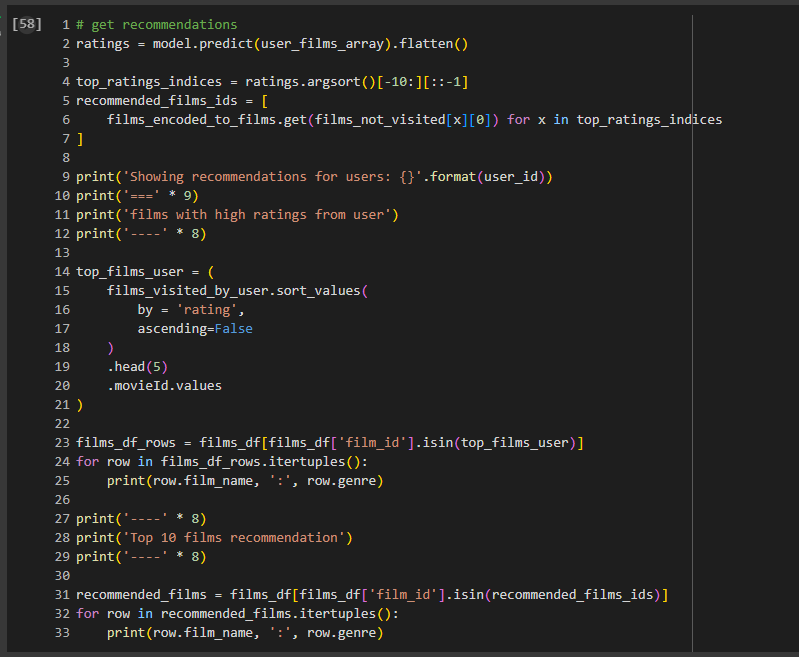 [58]
1 # get recommendations
2 ratings = model.predict(user_films_array).flatten()
3
4 top_ratings_indices = ratings.argsort()[-10:][::-1]
5 recommended_films_ids = [
6     films_encoded_to_films.get(films_not_visited[x][0]) for x in top_ratings_indices
7 ]
8
9 print('Showing recommendations for users: {}'.format(user_id))
10 print('===' * 9)
11 print('films with high ratings from user')
12 print('----' * 8)
13
14 top_films_user = (
15     films_visited_by_user.sort_values(
16         by = 'rating',
17         ascending=False
18     )
19     .head(5)
20     .movieId.values
21 )
22
23 films_df_rows = films_df[films_df['film_id'].isin(top_films_user)]
24 for row in films_df_rows.itertuples():
25     print(row.film_name, ':', row.genre)
26
27 print('----' * 8)
28 print('Top 10 films recommendation')
29 print('----' * 8)
30
31 recommended_films = films_df[films_df['film_id'].isin(recommended_films_ids)]
32 for row in recommended_films.itertuples():
33     print(row.film_name, ':', row.genre)